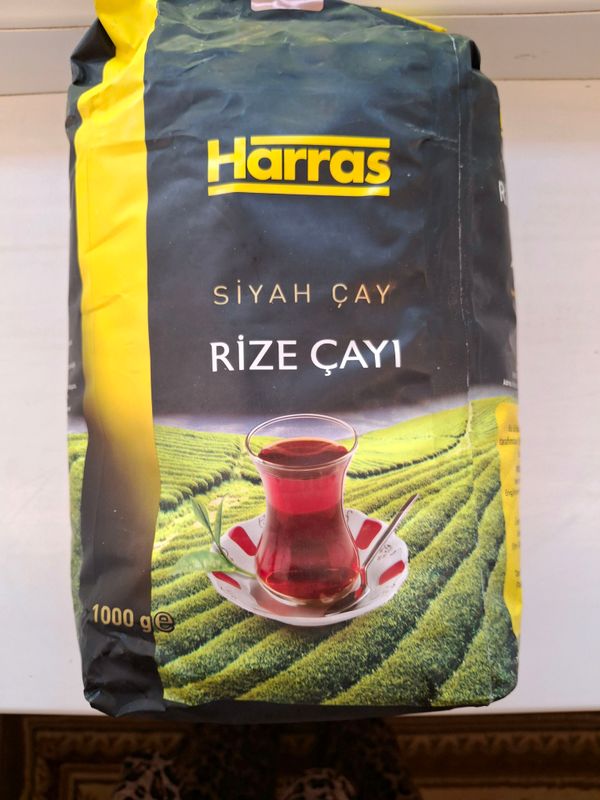 Harras
SİYAH ÇAY
RİZE ÇAYI
1000 g ℮